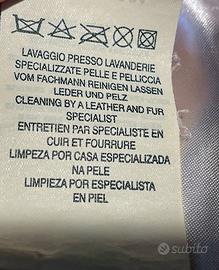 LAVAGGIO PRESSO LAVANDERIE
SPECIALIZZATE PELLE E PELLICCIA
VOM FACHMANN REINIGEN LASSEN
LEDER UND PELZ
CLEANING BY A LEATHER AND FUR
SPECIALIST
ENTRETIEN PAR SPECIALISTE EN
CUIR ET FOURRURE
LIMPEZA POR CASA ESPECIALIZADA
NA PELE
LIMPIEZA POR ESPECIALISTA
EN PIEL
subito